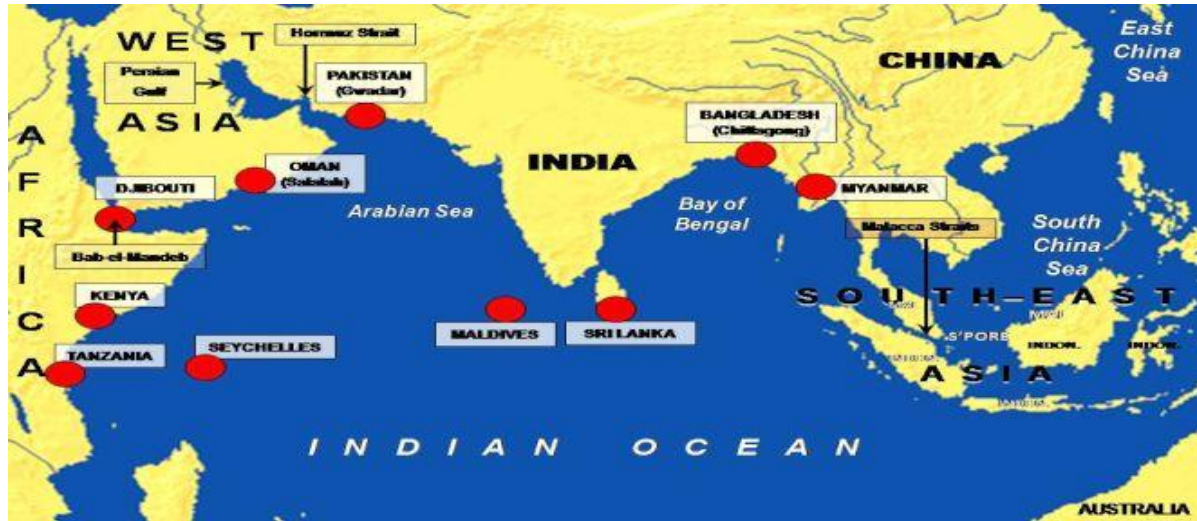 WEST
Hormuz Strait
East
China
Sea
CHINA
Persian
Gulf
PAKISTAN
(Gwadar)
ASIA
AFRICA
BANGLADESH
(Chittagong)
INDIA
OMAN
(Salalah)
DJIBOUTI
MYANMAR
Arabian Sea
Bay of
Bengal
Malacca Straits
South
China
Sea
Bab-el-Mandeb
KENYA
SOUTH-EAST
MALDIVES
SRI LANKA
S'PORE
INDON.
INDON.
TANZANIA
SEYCHELLES
ASIA
INDIAN OCEAN
AUSTRALIA